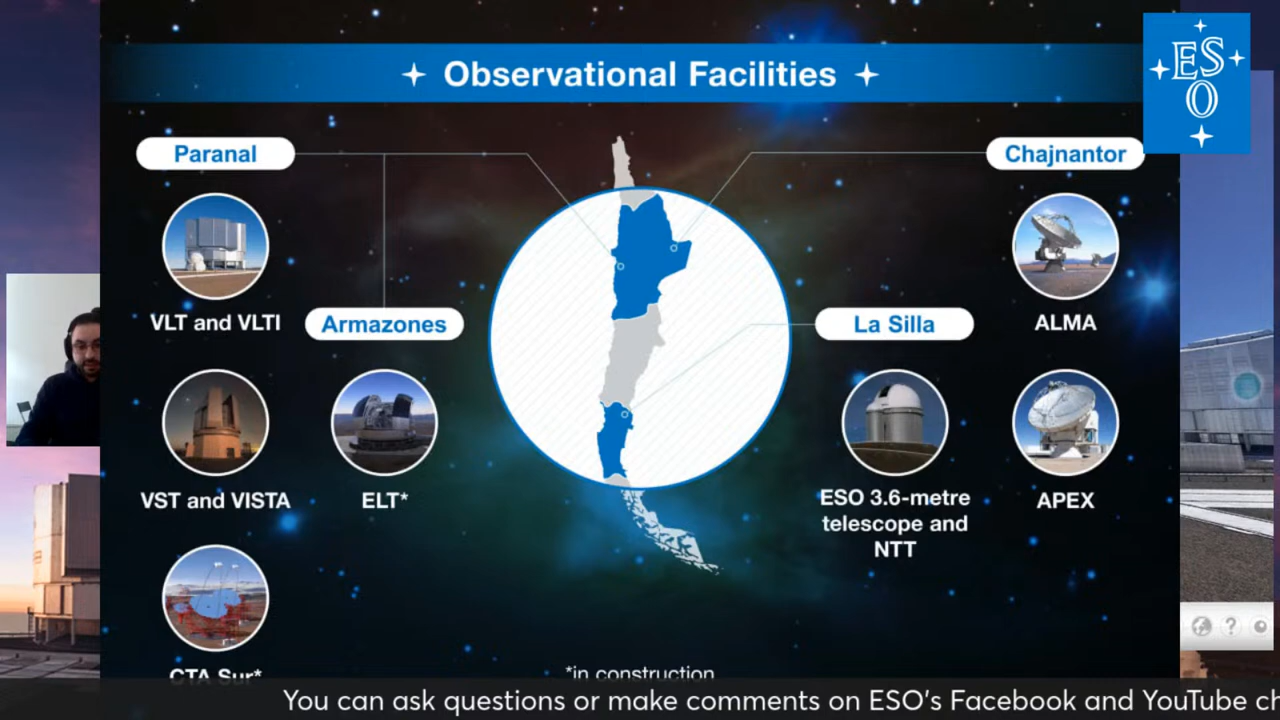 Observational Facilities
ESO
Paranal
Chajnantor
VLT and VLTI
Armazones
La Silla
ALMA
VST and VISTA
ELT*
ESO 3.6-metre
telescope and
NTT
APEX
CTA Sur*
*in construction
?
You can ask questions or make comments on ESO's Facebook and YouTube ch